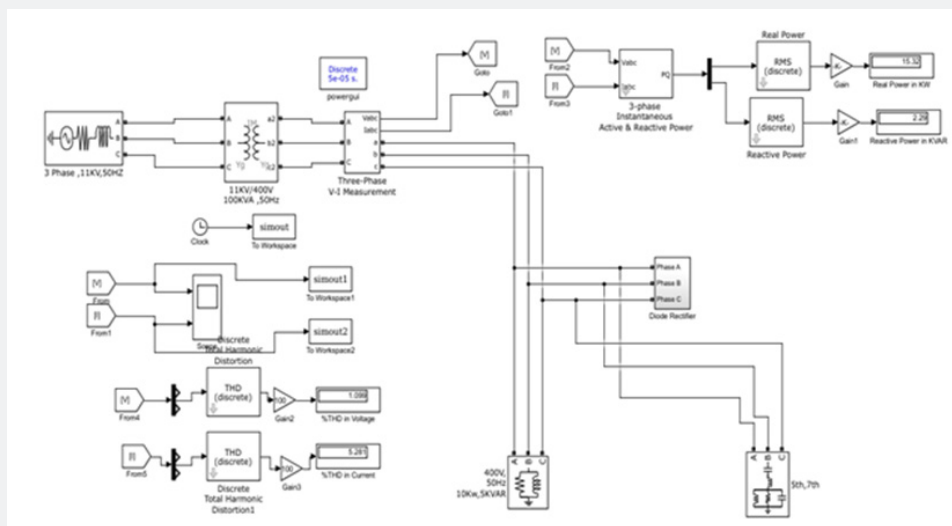 Discrete
5e-05 s.
powergui
A
B
C
3 Phase ,11KV,50HZ
A
B
C
a2
b2
c2
11KV/400V
100KVA ,50Hz
A
B
C
Vabc
Iabc
a
b
c
Three-Phase
V-I Measurement
[V]
Goto
[I]
Goto1
[V]
From2
[I]
From3
Vabc
Iabc
PQ
3-phase
Instantaneous
Active & Reactive Power
Real Power
RMS
(discrete)
-K-
Gain
15.32
Real Power in KW
RMS
(discrete)
Reactive Power
-K-
Gain1
2.29
Reactive Power in KVAR
Clock
simout
To Workspace
[V]
From
[I]
From1
simout1
To Workspace1
simout2
To Workspace2
Discrete
Total Harmonic
Distortion
[V]
From4
THD
(discrete)
100
Gain2
1.099
%THD in Voltage
[I]
From5
THD
(discrete)
100
Gain3
5.281
%THD in Current
Discrete
Total Harmonic
Distortion1
Phase A
Phase B
Phase C
Diode Rectifier
A
B
C
400V,
50Hz
10Kw,5KVAR
A
B
C
5th,7th